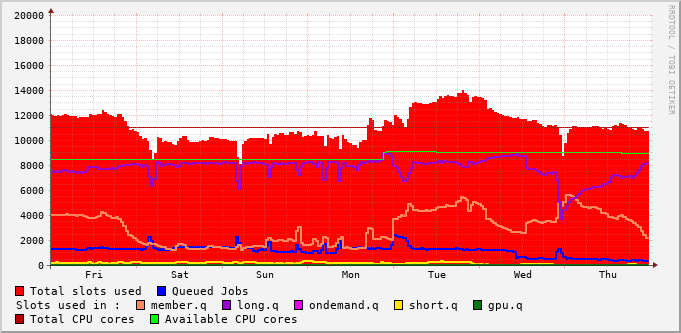 20000
18000
16000
14000
12000
10000
8000
6000
4000
2000
0
Fri Sat Sun Mon Tue Wed Thu
Total slots used Queued Jobs
Slots used in : member.q long.q ondemand.q short.q gpu.q
Total CPU cores Available CPU cores
RRDTOOL / TOBI OETIKER